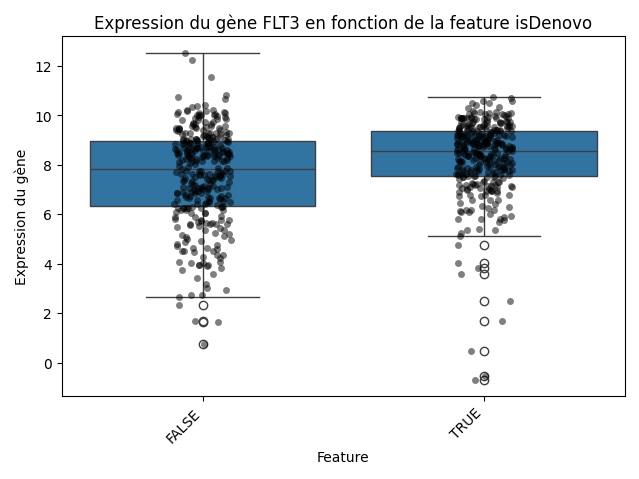 Expression du gène FLT3 en fonction de la feature isDenovo
Expression du gène
12
10
8
6
4
2
0
FALSE
TRUE
Feature